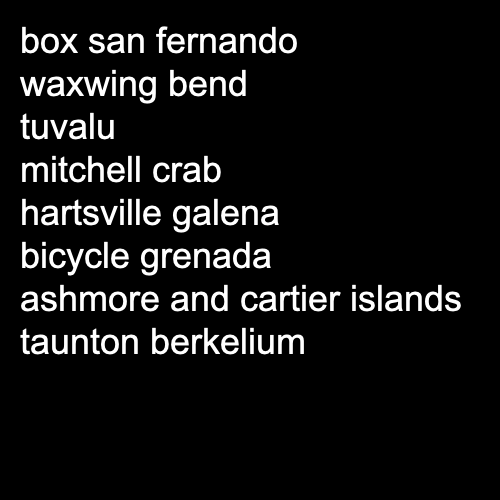 box san fernando
waxwing bend
tuvalu
mitchell crab
hartsville galena
bicycle grenada
ashmore and cartier islands
taunton berkelium